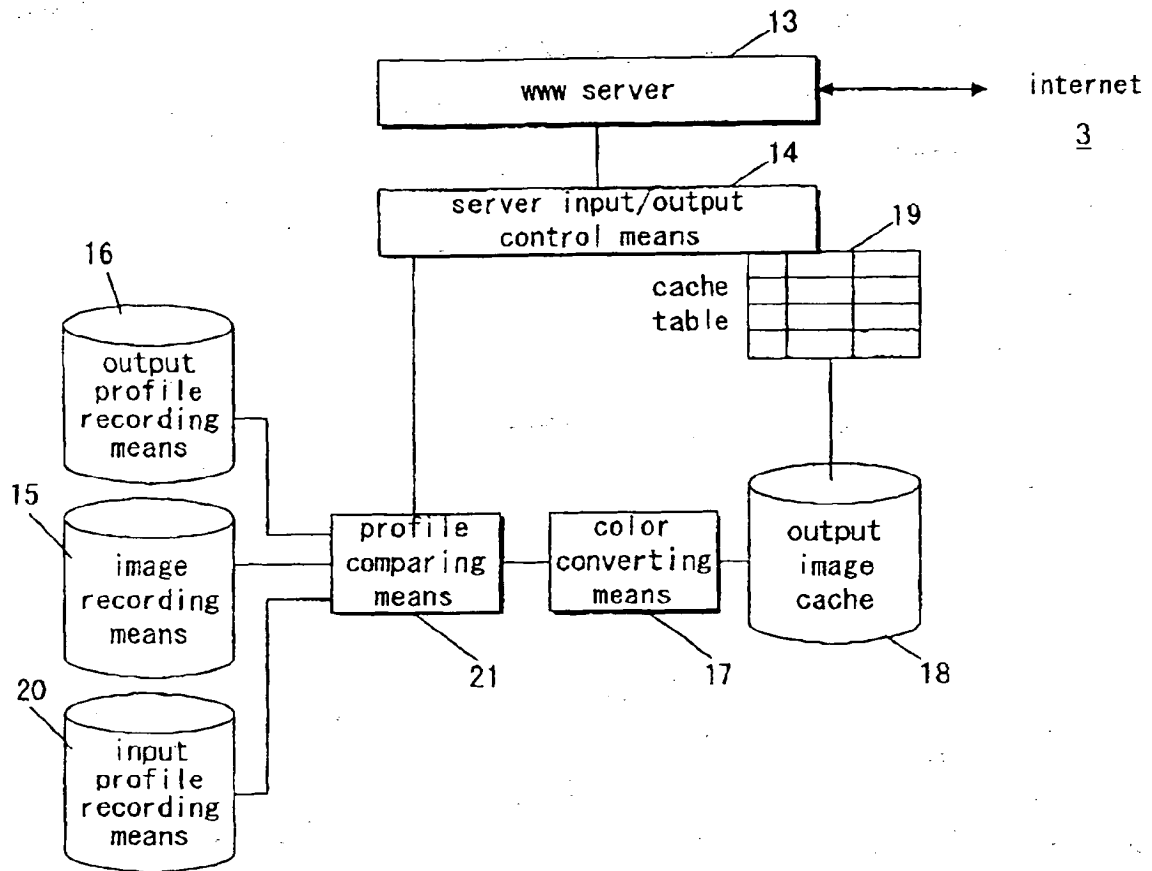 13
www server
internet
3
14
server input/output
control means
19
cache
table
16
output
profile
recording
means
15
image
recording
means
20
input
profile
recording
means
profile
comparing
means
21
color
converting
means
17
output
image
cache
18